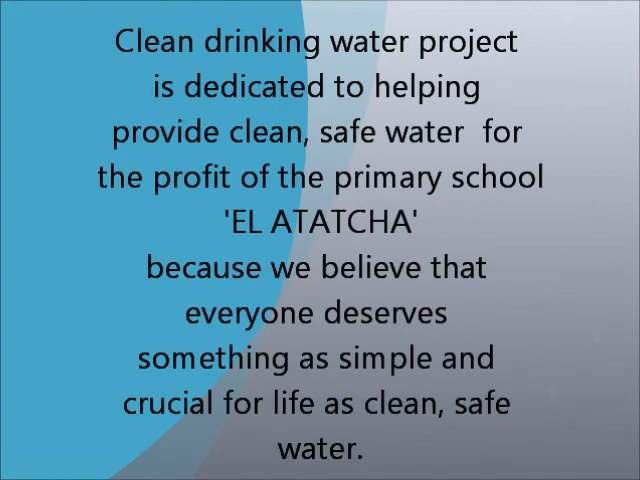 Clean drinking water project
is dedicated to helping
provide clean, safe water for
the profit of the primary school
'EL ATATCHA'
because we believe that
everyone deserves
something as simple and
crucial for life as clean, safe
water.